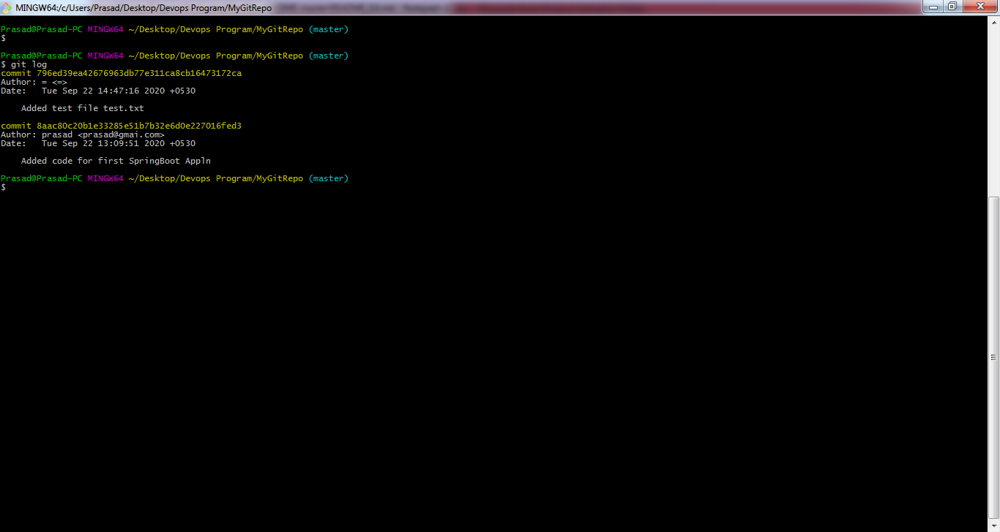 MINGW64:/c/Users/Prasad/Desktop/Devops Program/MyGitRepo
Prasad@Prasad-PC MINGW64 ~/Desktop/Devops Program/MyGitRepo (master)
$
Prasad@Prasad-PC MINGW64 ~/Desktop/Devops Program/MyGitRepo (master)
$ git log
commit 796ed39ea42676963db77e311ca8cb16473172ca
Author: = <=>
Date:   Tue Sep 22 14:47:16 2020 +0530
    Added test file test.txt
commit 8aac80c20b1e33285e51b7b32e6d0e227016fed3
Author: prasad <prasad@gmai.com>
Date:   Tue Sep 22 13:09:51 2020 +0530
    Added code for first SpringBoot Appln
Prasad@Prasad-PC MINGW64 ~/Desktop/Devops Program/MyGitRepo (master)
$